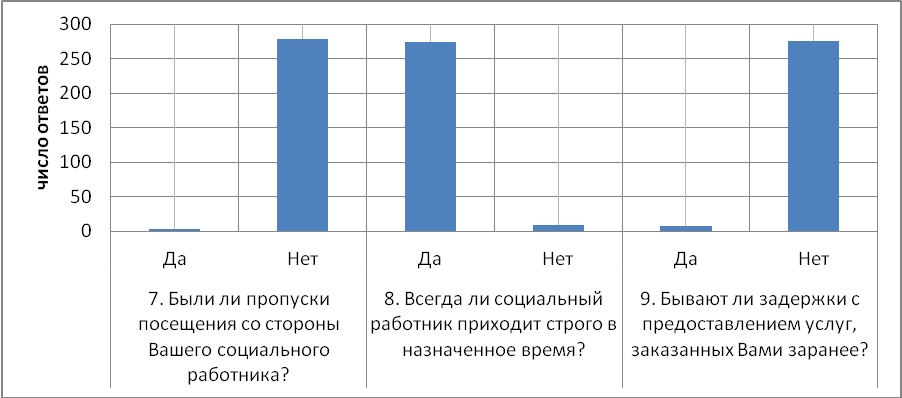 число ответов
300
250
200
150
100
50
0
Да
Нет
Да
Нет
Да
Нет
7. Были ли пропуски
посещения со стороны
Вашего социального
работника?
8. Всегда ли социальный
работник приходит строго в
назначенное время?
9. Бывают ли задержки с
предоставлением услуг,
заказанных Вами заранее?